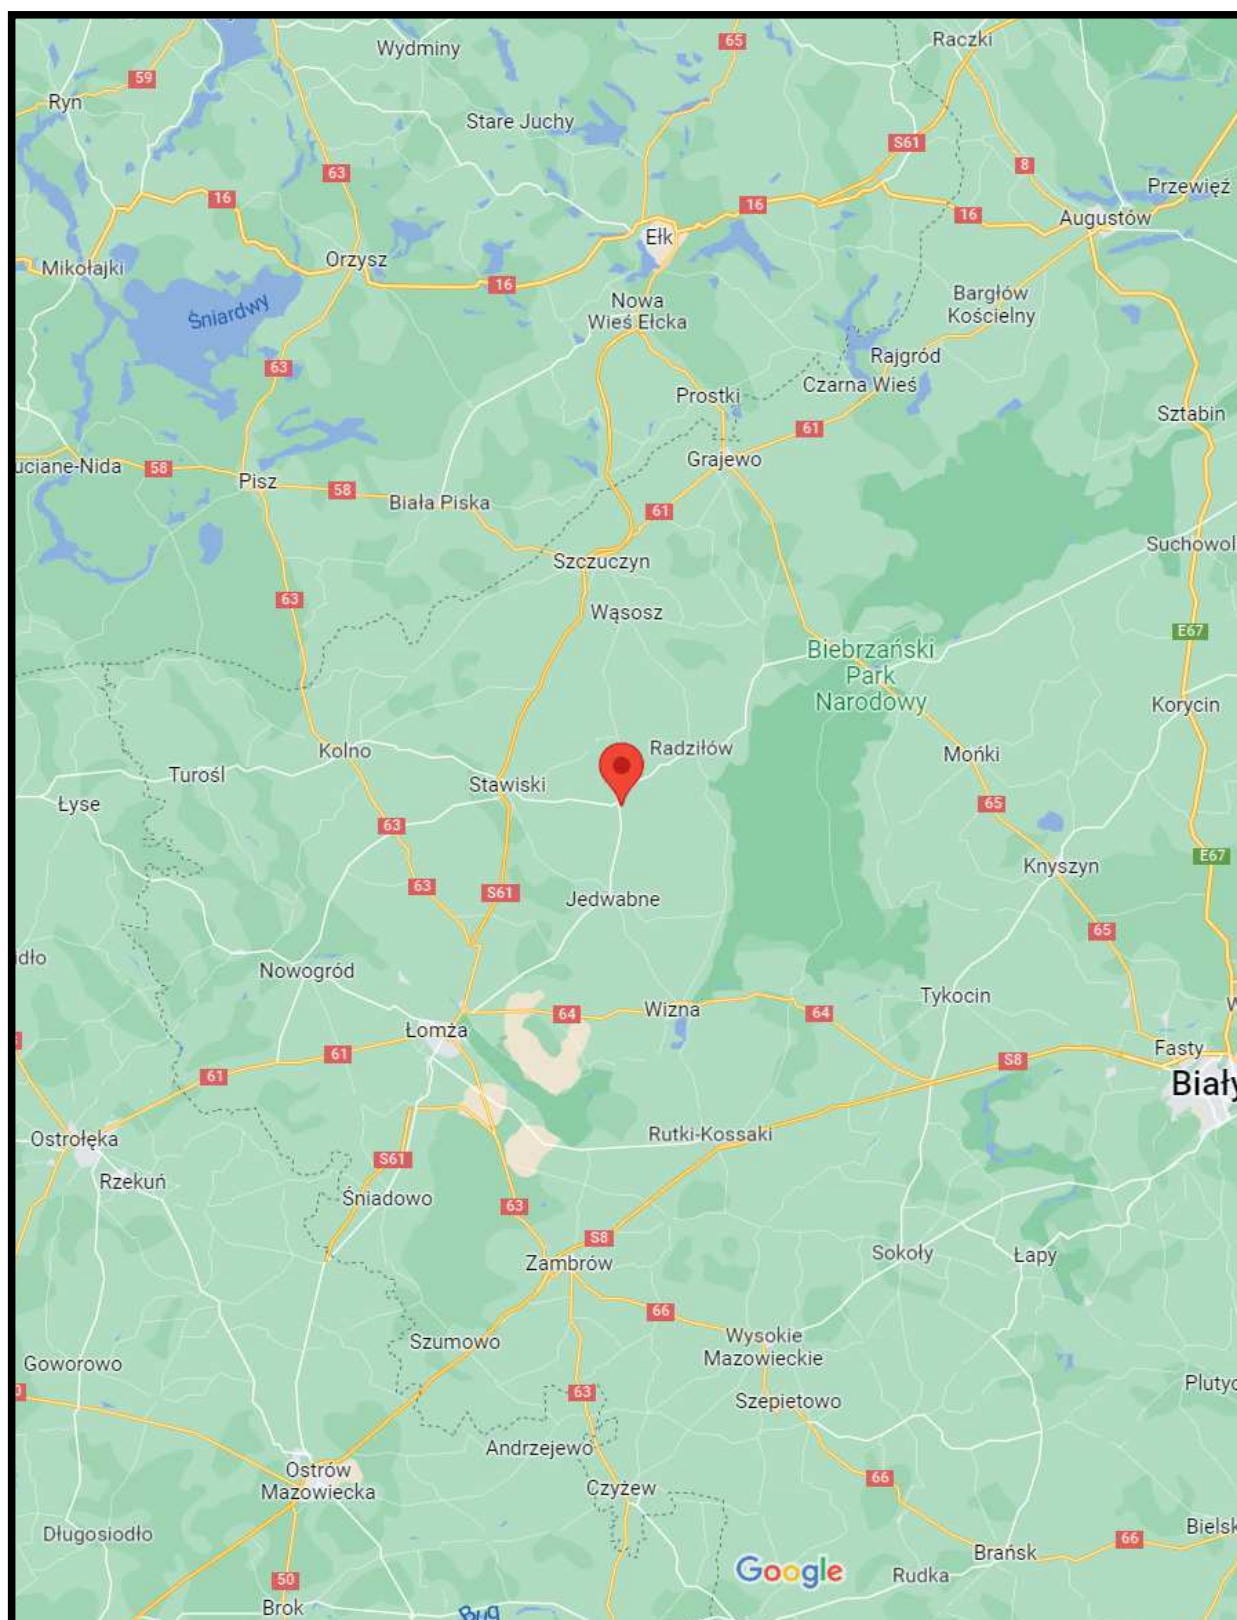 Wydminy
65
Raczki
59
Ryn
Stare Juchy
S61
63
8
16
16
Przewięź
16
Augustów
Ełk
Orzysz
Mikołajki
16
Nowa
Wieś Ełcka
Bargłów
Kościelny
Śniardwy
Rajgród
63
Czarna Wieś
Prostki
Sztabin
61
Grajewo
uciane-Nida
58
Pisz
58
Biała Piska
61
Suchowol
Szczuczyn
63
Wąsosz
E67
Biebrzański
Park
Narodowy
Korycin
Kolno
Radziłów
Mońki
Turośl
Stawiski
Łyse
65
63
E67
Knyszyn
63
S61
Jedwabne
65
idło
Nowogród
Tykocin
W
64
Wizna
64
Łomża
61
Fasty
S8
61
Biały
Ostrołęka
Rutki-Kossaki
S61
Rzekuń
Śniadowo
63
S8
Sokoły
Łapy
Zambrów
66
Wysokie
Mazowieckie
Szumowo
Goworowo
63
Plutyc
Szepietowo
Andrzejewo
Ostrów
Mazowiecka
66
Czyżew
Długosiodło
Bielsk
66
Brańsk
Google
Rudka
50
Brok
Bug